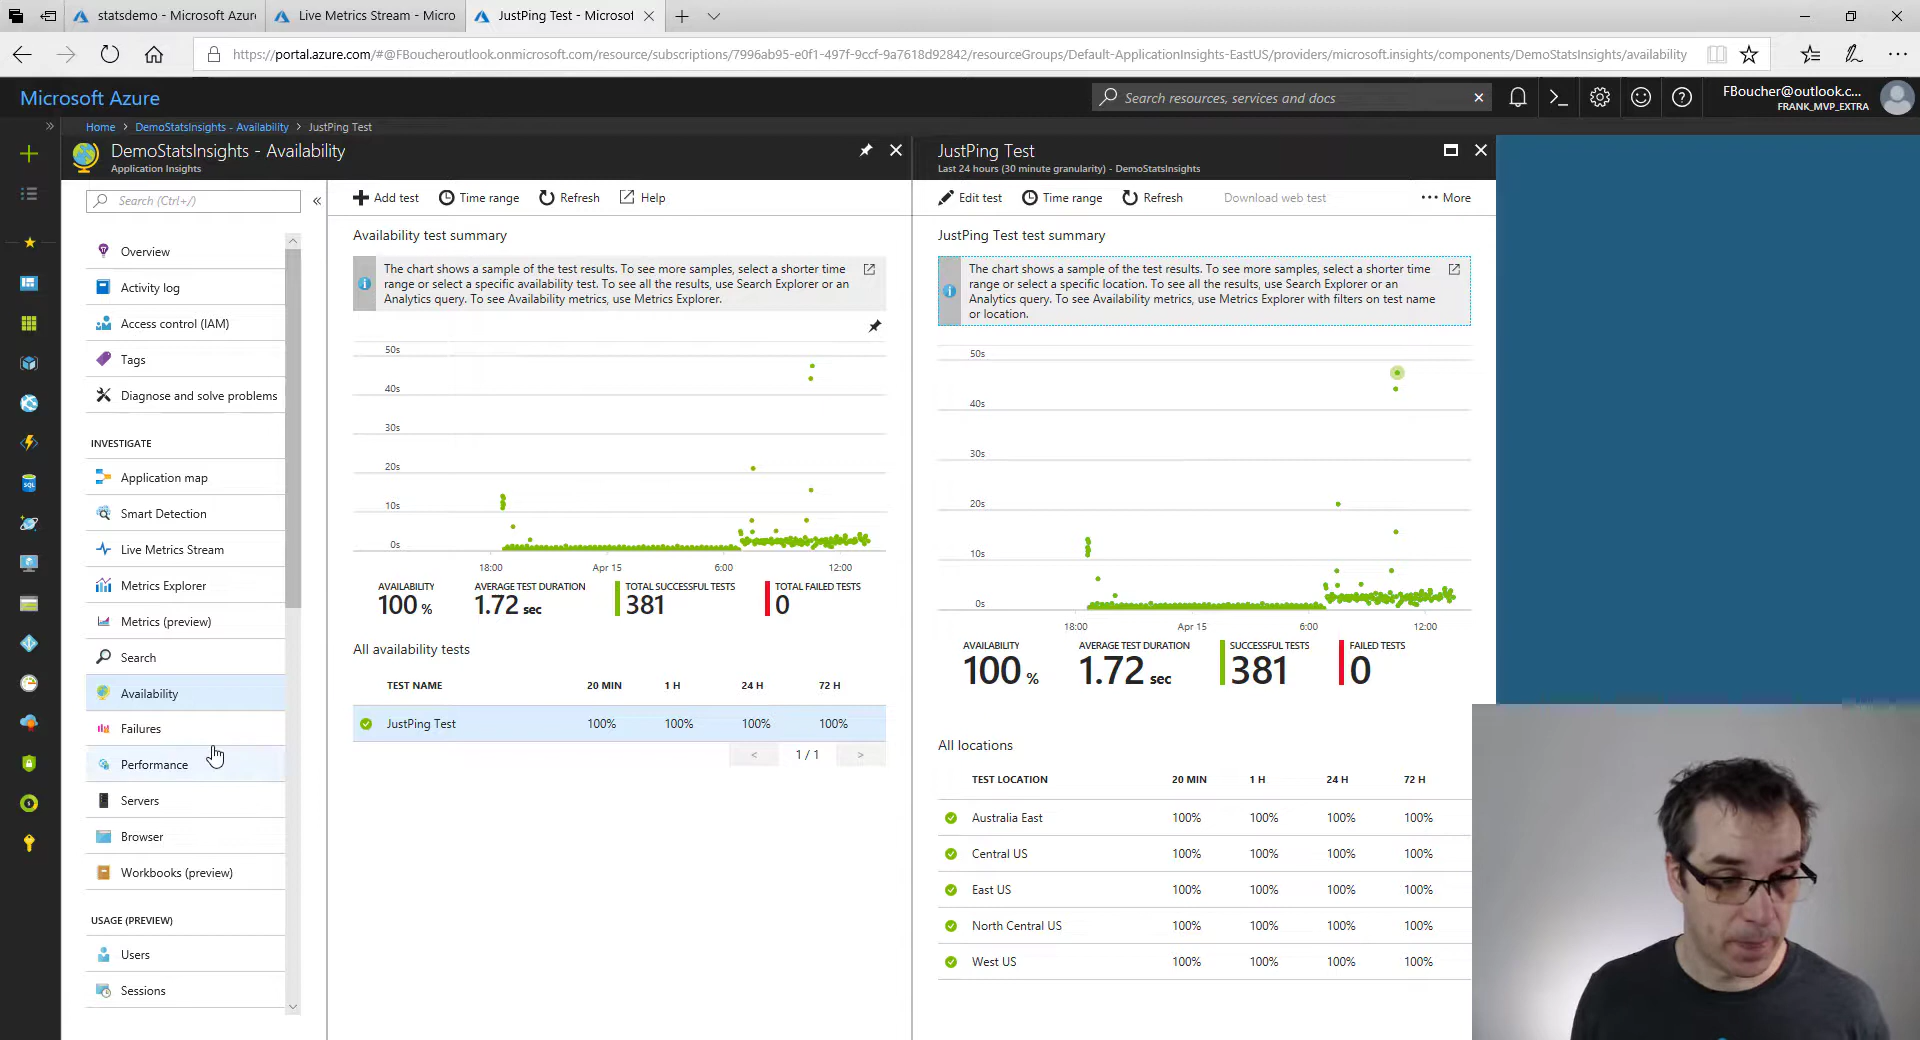 statsdemo - Microsoft Azur
Live Metrics Stream - Micro
JustPing Test - Microsof
https://portal.azure.com/#@FBoucheroutlook.onmicrosoft.com/resource/subscriptions/7996ab95-e0f1-497f-9ccf-9a7618d92842/resourceGroups/Default-ApplicationInsights-EastUS/providers/microsoft.insights/components/DemoStatsInsights/availability
Microsoft Azure
Search resources, services and docs
FBoucher@outlook.c...
FRANK_MVP_EXTRA
Home > DemoStatsInsights - Availability > JustPing Test
DemoStatsInsights - Availability
Application Insights
Search (Ctrl+/)
Overview
Activity log
Access control (IAM)
Tags
Diagnose and solve problems
INVESTIGATE
Application map
Smart Detection
Live Metrics Stream
Metrics Explorer
Metrics (preview)
Search
Availability
Failures
Performance
Servers
Browser
Workbooks (preview)
USAGE (PREVIEW)
Users
Sessions
Add test
Time range
Refresh
Help
Availability test summary
The chart shows a sample of the test results. To see more samples, select a shorter time
range or select a specific availability test. To see all the results, use Search Explorer or an
Analytics query. To see Availability metrics, use Metrics Explorer.
50s
40s
30s
20s
10s
0s
18:00 Apr 15 6:00 12:00
AVAILABILITY AVERAGE TEST DURATION TOTAL SUCCESSFUL TESTS TOTAL FAILED TESTS
100 % 1.72 sec 381 0
All availability tests
TEST NAME 20 MIN 1 H 24 H 72 H
JustPing Test 100% 100% 100% 100%
< 1 / 1 >
JustPing Test
Last 24 hours (30 minute granularity) - DemoStatsInsights
Edit test
Time range
Refresh
Download web test
More
JustPing Test test summary
The chart shows a sample of the test results. To see more samples, select a shorter time
range or select a specific location. To see all the results, use Search Explorer or an
Analytics query. To see Availability metrics, use Metrics Explorer with filters on test name
or location.
50s
40s
30s
20s
10s
0s
18:00 Apr 15 6:00 12:00
AVAILABILITY AVERAGE TEST DURATION SUCCESSFUL TESTS FAILED TESTS
100 % 1.72 sec 381 0
All locations
TEST LOCATION 20 MIN 1 H 24 H 72 H
Australia East 100% 100% 100% 100%
Central US 100% 100% 100% 100%
East US 100% 100% 100% 100%
North Central US 100% 100% 100% 100%
West US 100% 100% 100% 100%